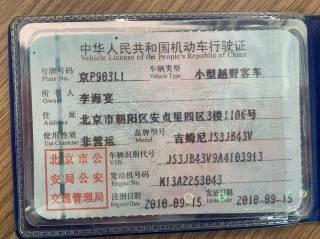 中华人民共和国机动车行驶证
Vehicle License of the People's Republic of China
号牌号码 京P903L1 车辆类型 小型越野客车
Plate No. Vehicle Type
所有人 李海宴
Owner
住址 北京市朝阳区安贞里四区3楼1106号
Address
使用性质 非营运 品牌型号 吉姆尼JS3JB43V
Use Character Model
北京市公 车辆识别代号 JS3JB43V9A4103913
VIN
安局公安 发动机号码 M13A2253043
Engine No.
交通管理局 注册日期 2010-09- 发证日期 2010-09-15